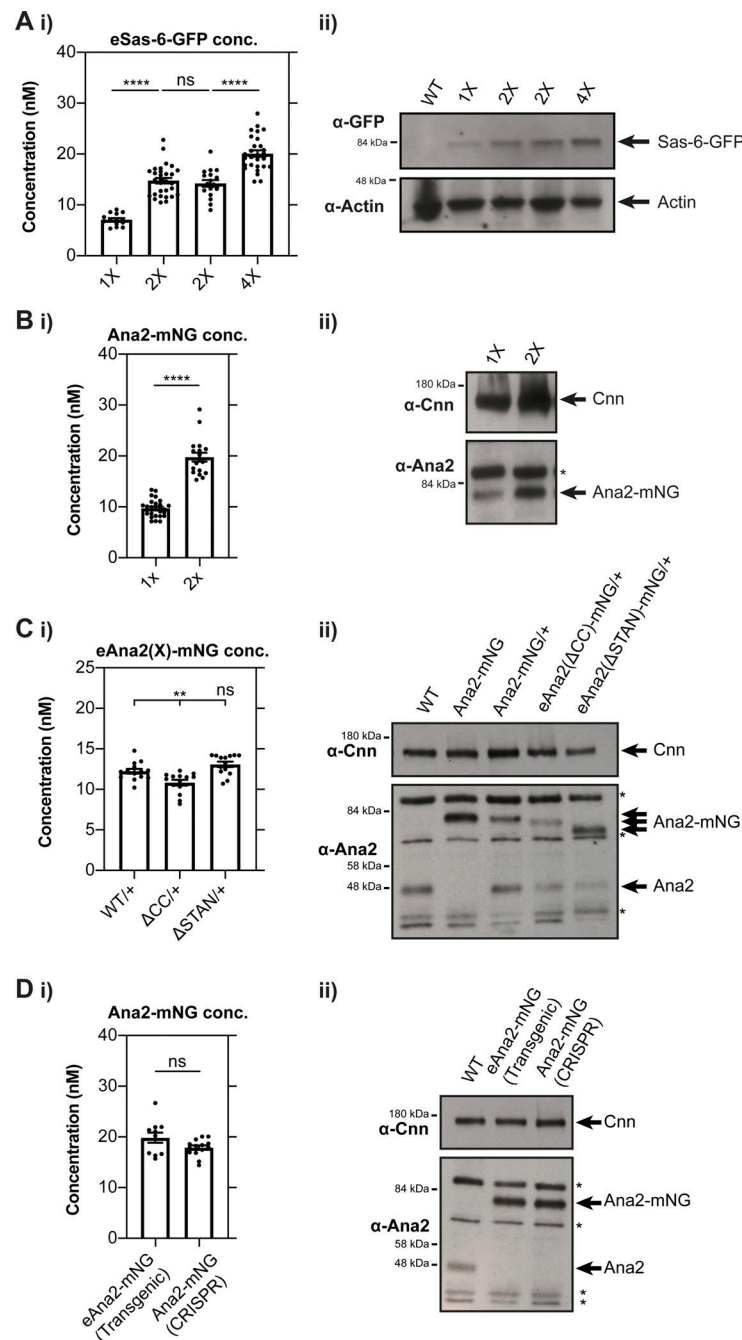 A i)
eSas-6-GFP conc.
Concentration (nM)
40
30
20
10
0
**** ns ****
1X 2X 2X 4X
ii)
WT 1X 2X 2X 4X
α-GFP
84 kDa
Sas-6-GFP
48 kDa
α-Actin
Actin
B i)
Ana2-mNG conc.
Concentration (nM)
40
30
20
10
0
****
1x 2x
ii)
1X 2X
180 kDa
α-Cnn
Cnn
α-Ana2
84 kDa
*
Ana2-mNG
C i)
eAna2(X)-mNG conc.
Concentration (nM)
25
20
15
10
5
0
** ns
WT/+ ΔCC/+ ΔSTAN/+
ii)
WT Ana2-mNG Ana2-mNG/+ eAna2(ΔCC)-mNG/+ eAna2(ΔSTAN)-mNG/+
180 kDa
α-Cnn
Cnn
*
84 kDa
Ana2-mNG
*
α-Ana2
58 kDa
48 kDa
Ana2
*
D i)
Ana2-mNG conc.
Concentration (nM)
40
30
20
10
0
ns
eAna2-mNG
(Transgenic)
Ana2-mNG
(CRISPR)
ii)
WT
eAna2-mNG
(Transgenic)
Ana2-mNG
(CRISPR)
180 kDa
α-Cnn
Cnn
*
84 kDa
Ana2-mNG
*
α-Ana2
58 kDa
48 kDa
Ana2
*
*